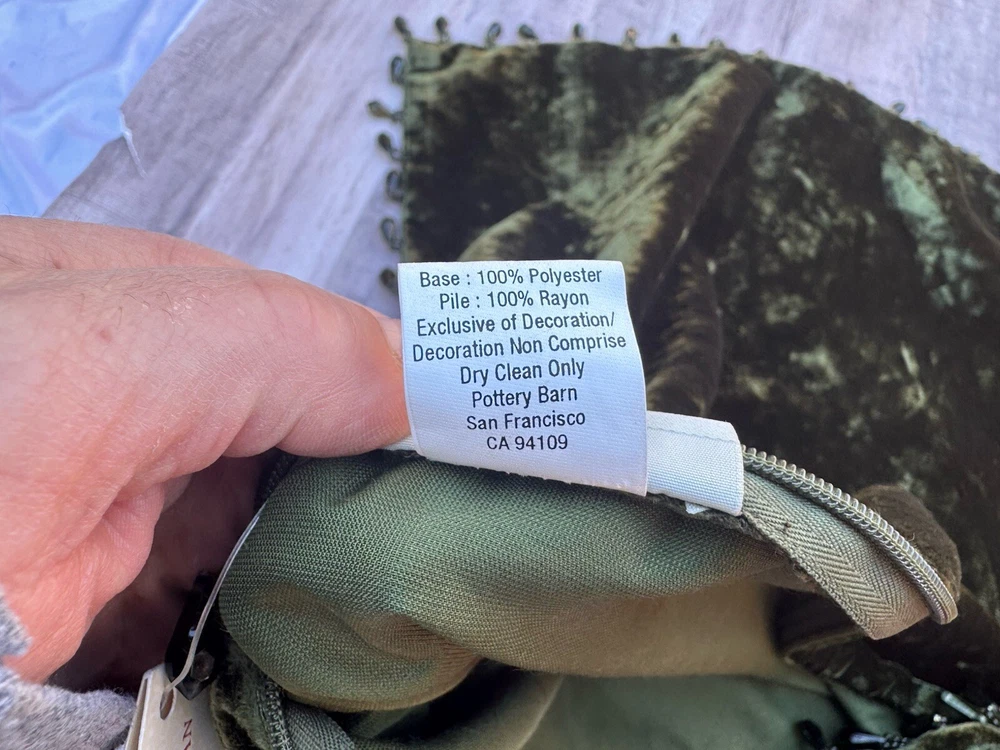 Base : 100% Polyester
Pile : 100% Rayon
Exclusive of Decoration/
Decoration Non Comprise
Dry Clean Only
Pottery Barn
San Francisco
CA 94109